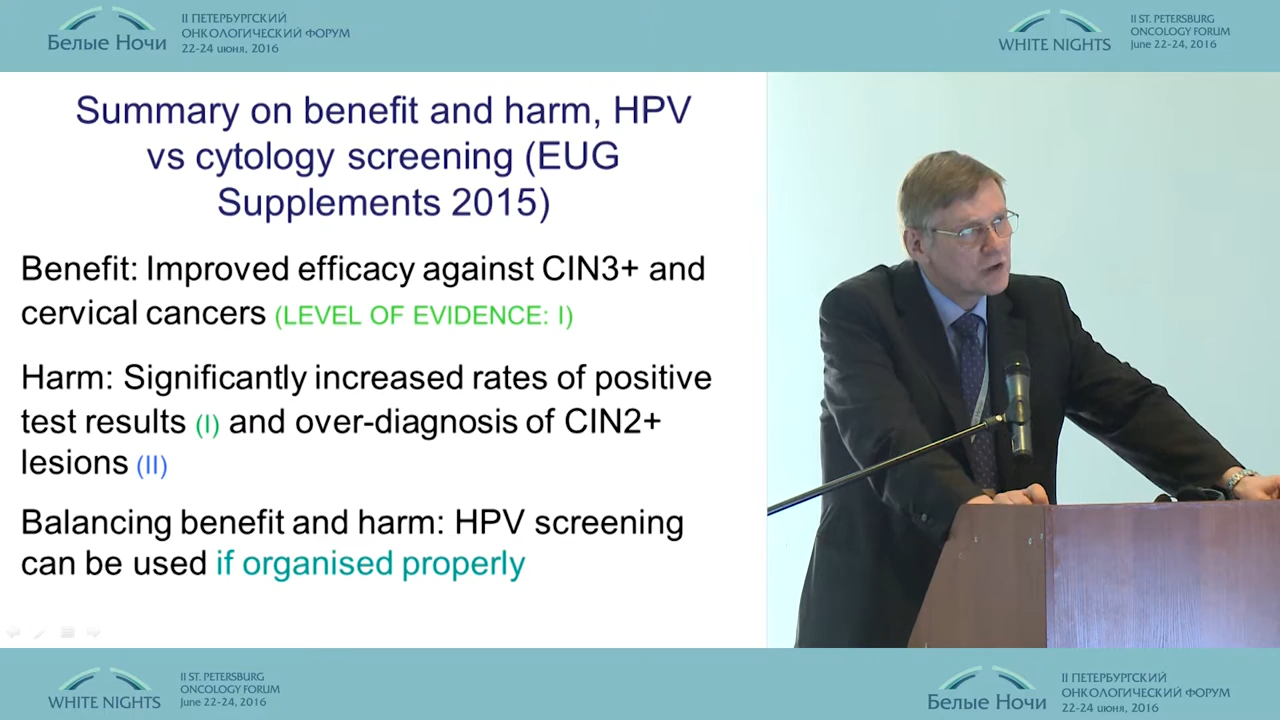 Белые Ночи
II ПЕТЕРБУРГСКИЙ
ОНКОЛОГИЧЕСКИЙ ФОРУМ
22-24 июня, 2016
WHITE NIGHTS
II ST. PETERSBURG
ONCOLOGY FORUM
June 22-24, 2016
Summary on benefit and harm, HPV
vs cytology screening (EUG
Supplements 2015)
Benefit: Improved efficacy against CIN3+ and
cervical cancers (LEVEL OF EVIDENCE: I)
Harm: Significantly increased rates of positive
test results (I) and over-diagnosis of CIN2+
lesions (II)
Balancing benefit and harm: HPV screening
can be used if organised properly
WHITE NIGHTS
II ST. PETERSBURG
ONCOLOGY FORUM
June 22-24, 2016
Белые Ночи
II ПЕТЕРБУРГСКИЙ
ОНКОЛОГИЧЕСКИЙ ФОРУМ
22-24 июня, 2016